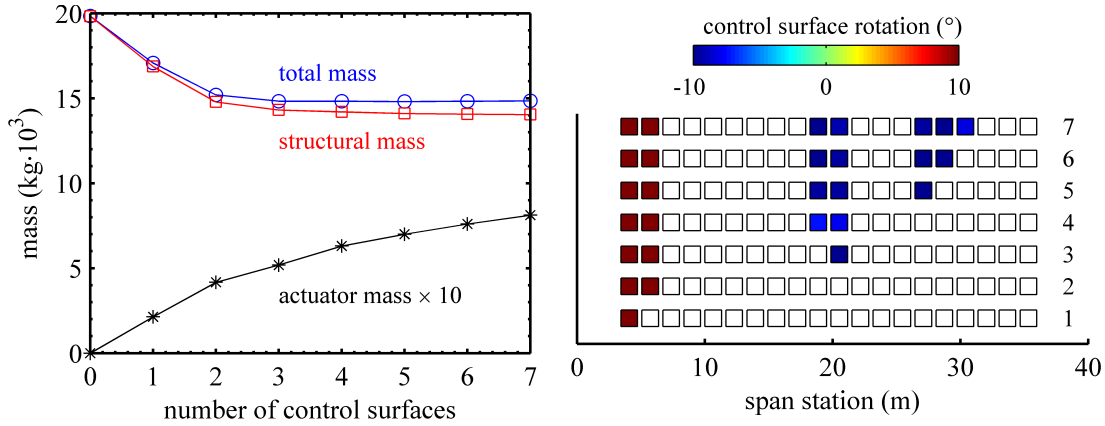 20
15
10
5
0
mass (kg·10³)
total mass
structural mass
actuator mass × 10
0 1 2 3 4 5 6 7
number of control surfaces
control surface rotation (°)
-10 0 10
7
6
5
4
3
2
1
0 10 20 30 40
span station (m)